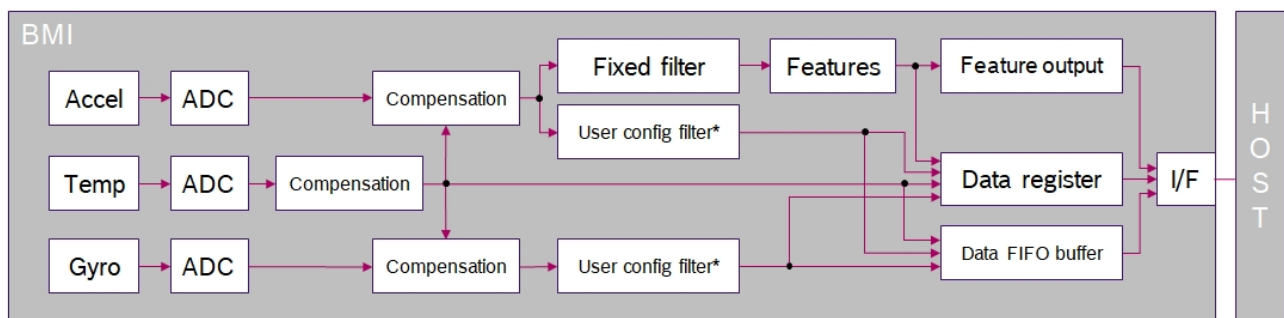 BMI
Fixed filter
Features
Feature output
Accel
ADC
Compensation
User config filter*
Temp
ADC
Compensation
Data register
I/F
Gyro
ADC
Compensation
User config filter*
Data FIFO buffer
H
O
S
T